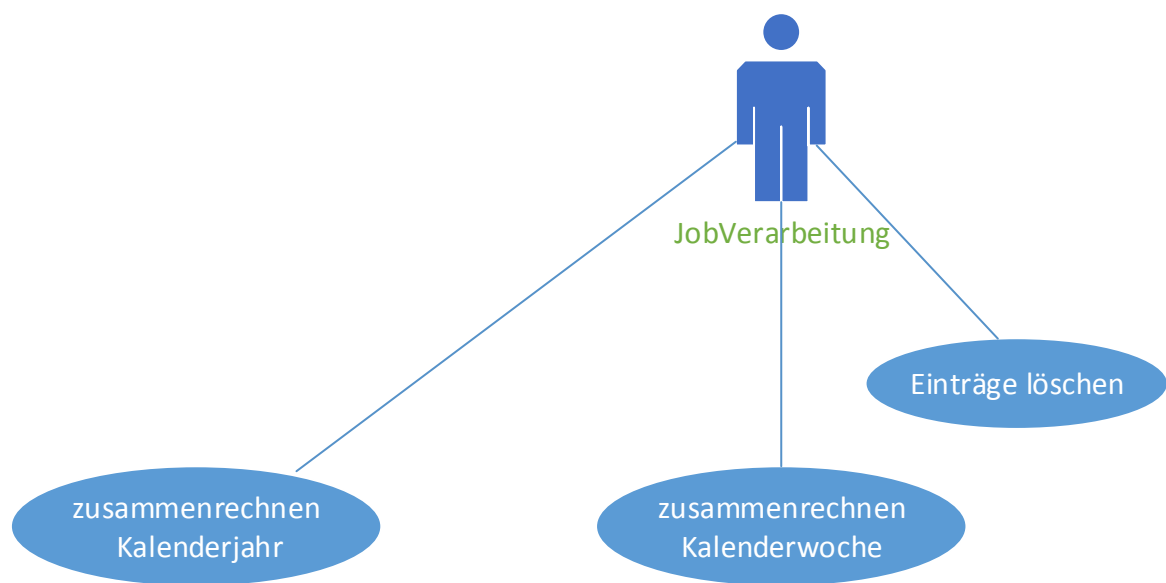 JobVerarbeitung
Einträge löschen
zusammenrechnen
Kalenderjahr
zusammenrechnen
Kalenderwoche